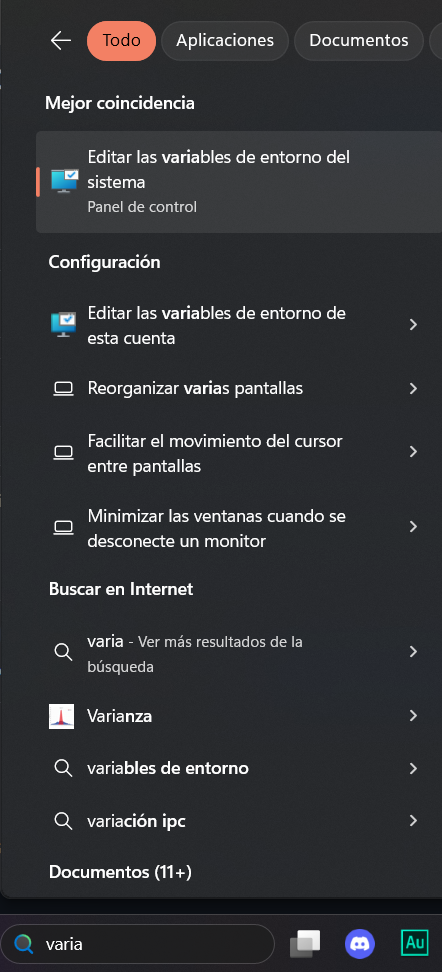 Todo Aplicaciones Documentos
Mejor coincidencia
Editar las variables de entorno del
sistema
Panel de control
Configuración
Editar las variables de entorno de
esta cuenta
Reorganizar varias pantallas
Facilitar el movimiento del cursor
entre pantallas
Minimizar las ventanas cuando se
desconecte un monitor
Buscar en Internet
varia - Ver más resultados de la
búsqueda
Varianza
variables de entorno
variación ipc
Documentos (11+)
varia Au